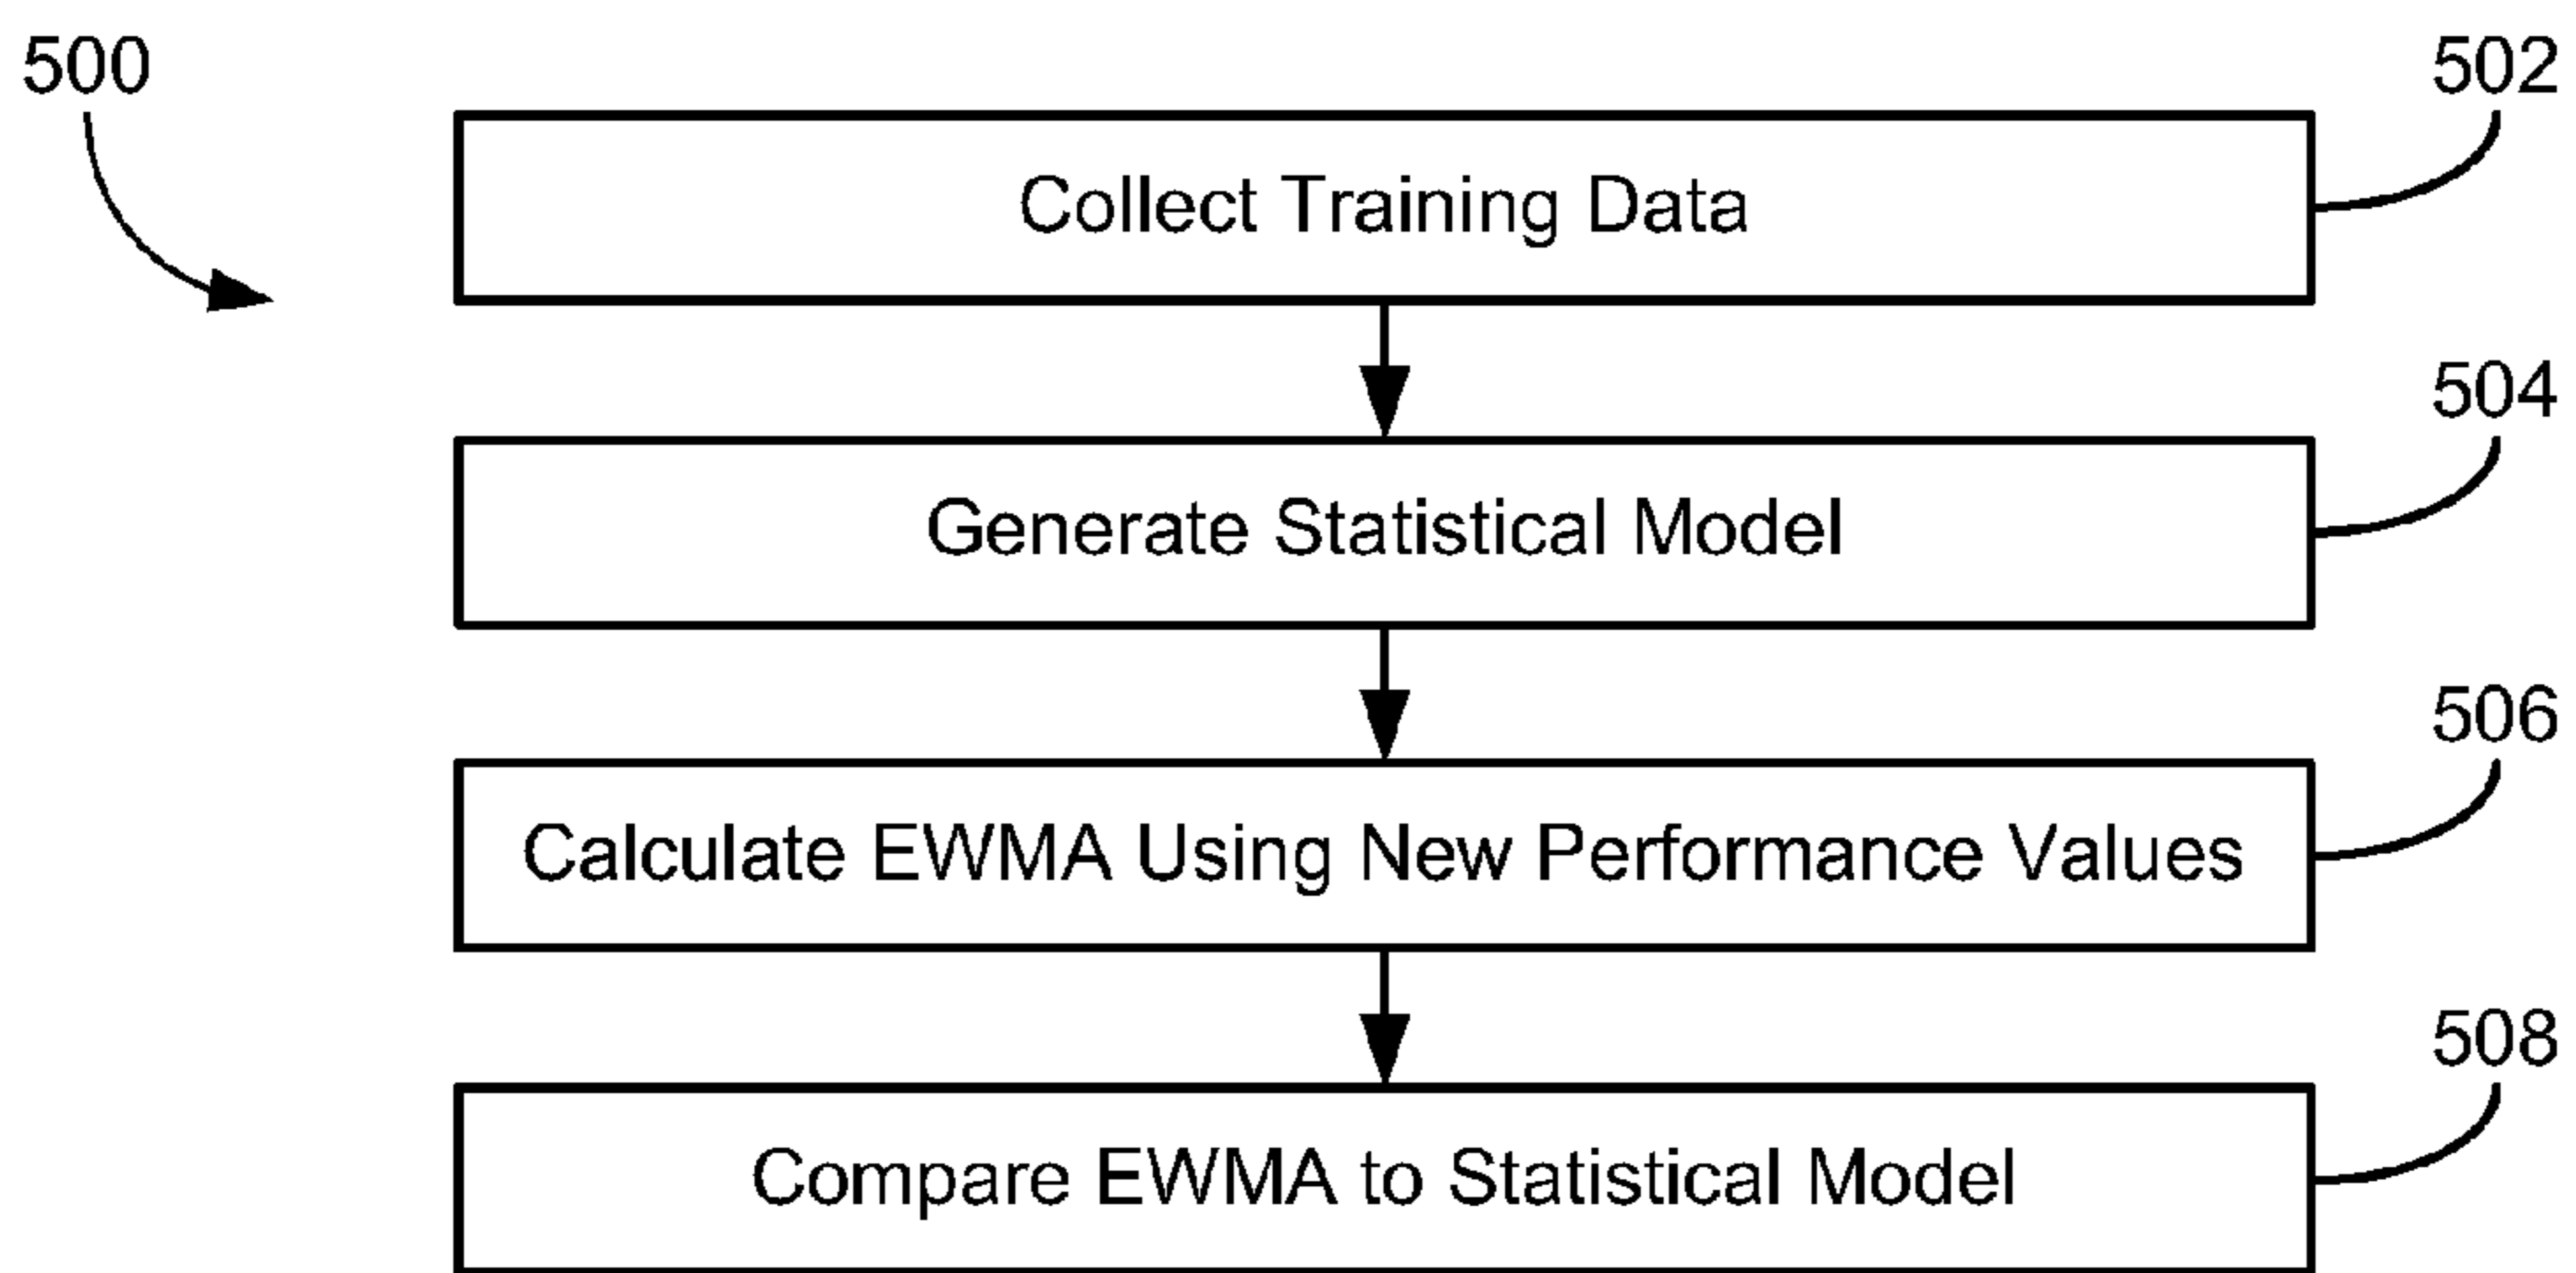 500
502
Collect Training Data
504
Generate Statistical Model
506
Calculate EWMA Using New Performance Values
508
Compare EWMA to Statistical Model